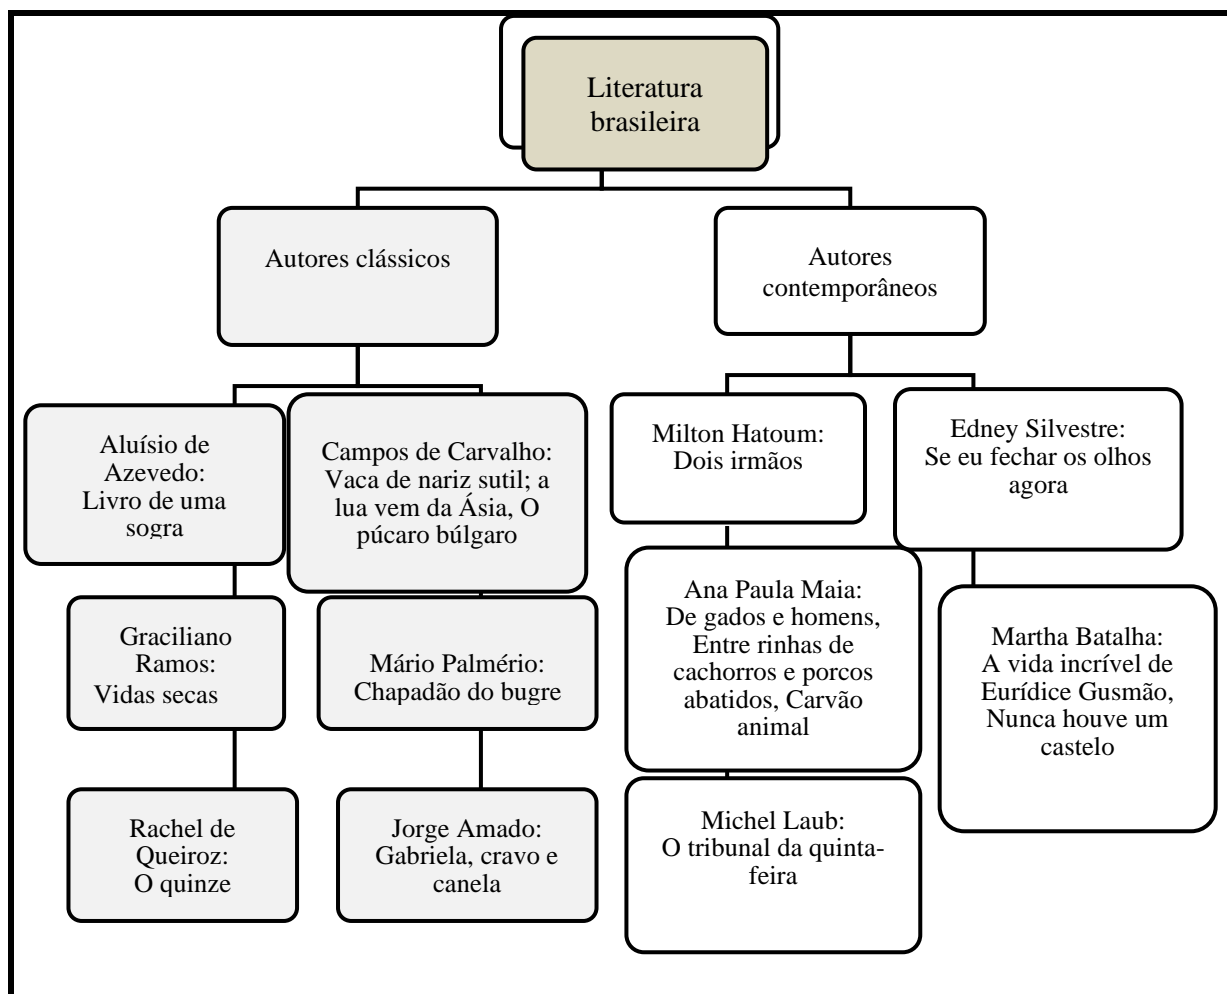 Literatura
brasileira
Autores clássicos
Autores
contemporâneos
Aluísio de
Azevedo:
Livro de uma
sogra
Campos de Carvalho:
Vaca de nariz sutil; a
lua vem da Ásia, O
púcaro búlgaro
Milton Hatoum:
Dois irmãos
Edney Silvestre:
Se eu fechar os olhos
agora
Graciliano
Ramos:
Vidas secas
Mário Palmério:
Chapadão do bugre
Ana Paula Maia:
De gados e homens,
Entre rinhas de
cachorros e porcos
abatidos, Carvão
animal
Martha Batalha:
A vida incrível de
Eurídice Gusmão,
Nunca houve um
castelo
Rachel de
Queiroz:
O quinze
Jorge Amado:
Gabriela, cravo e
canela
Michel Laub:
O tribunal da quinta-
feira